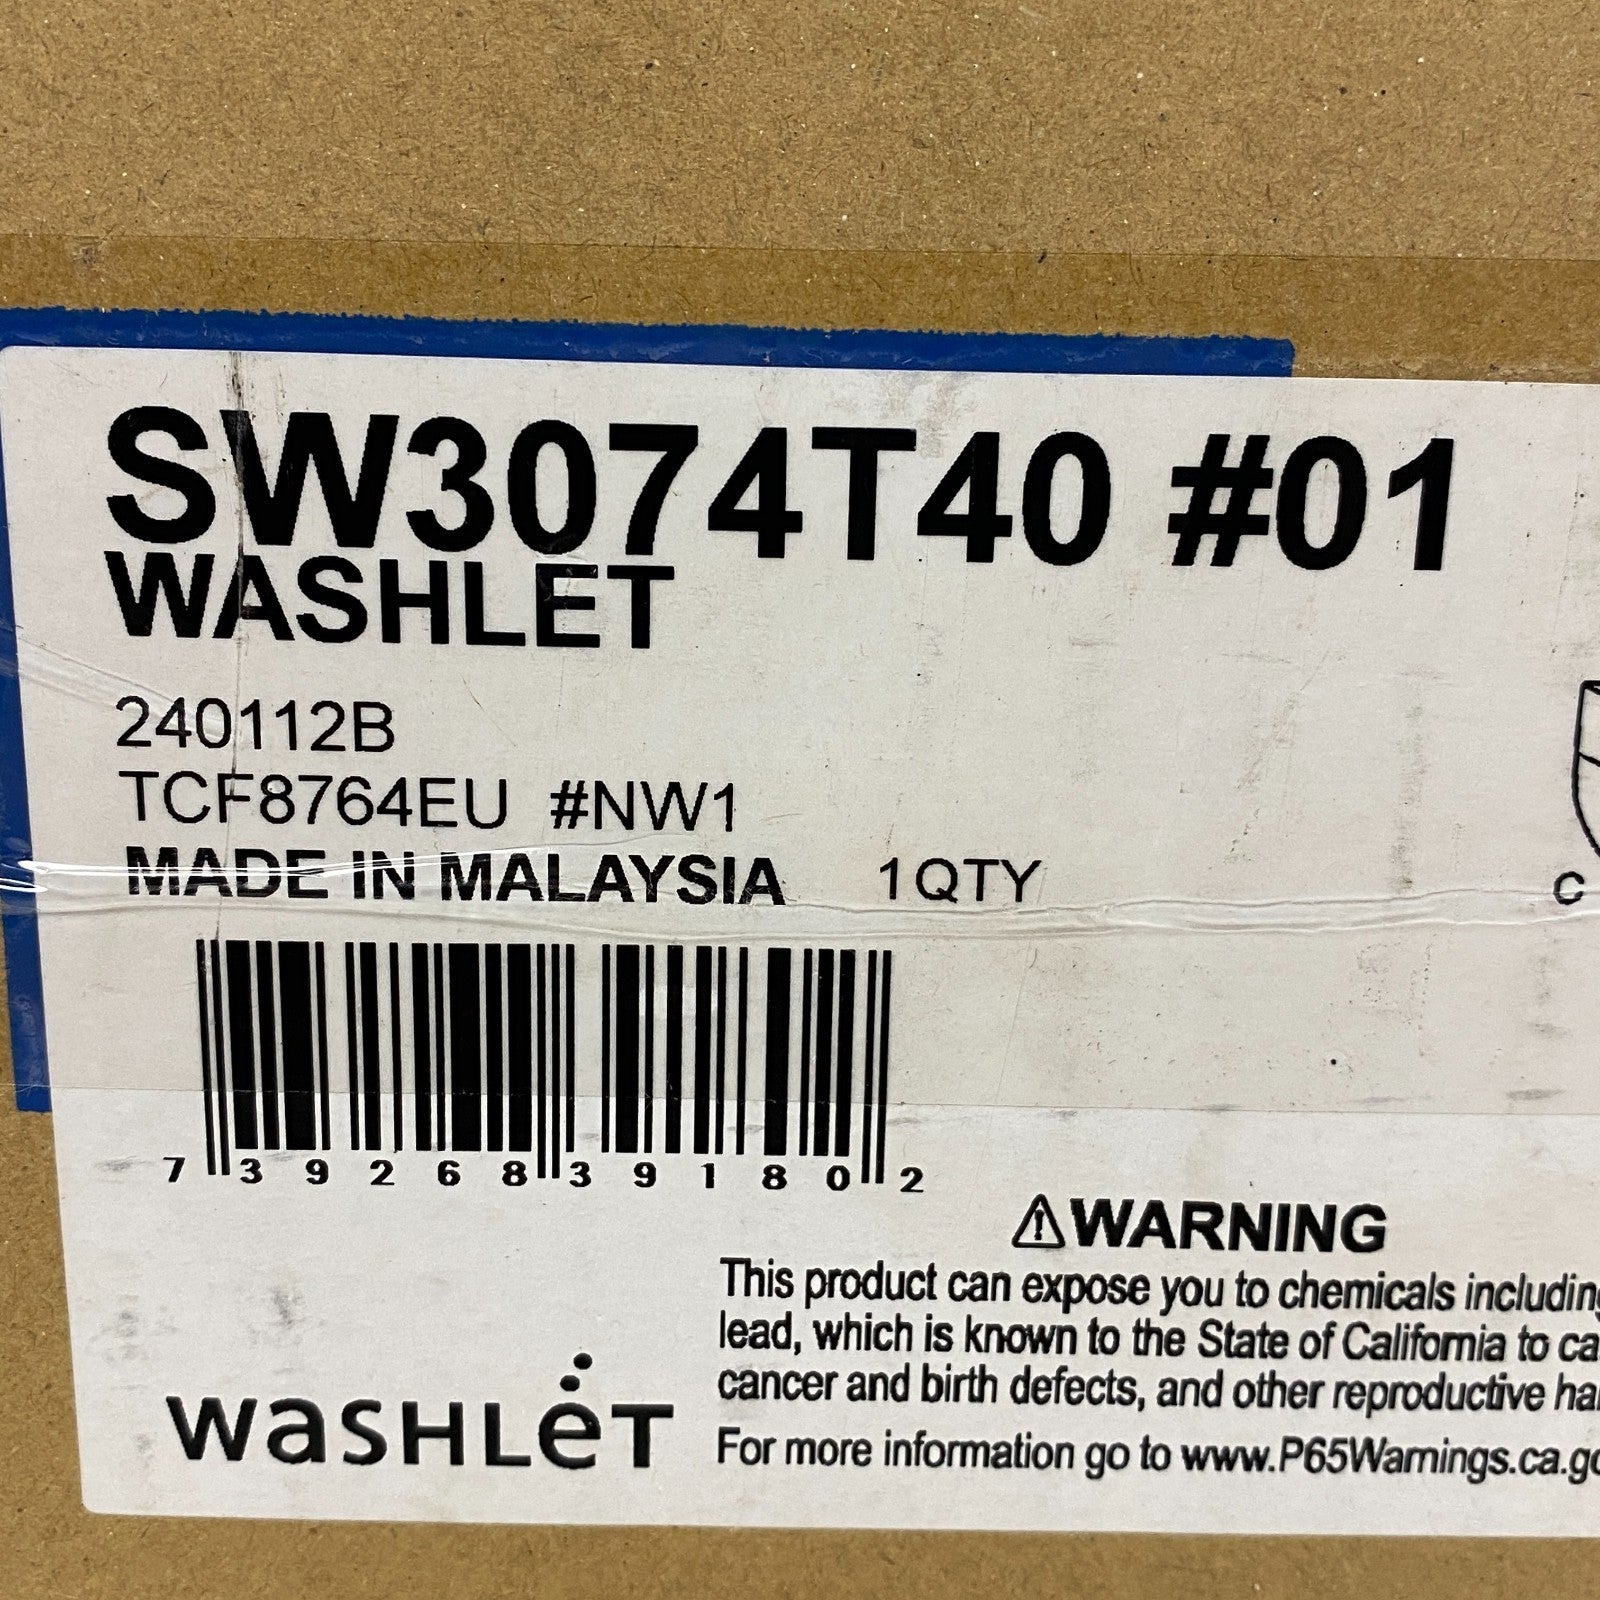 SW3074T40 #01
WASHLET
240112B
TCF8764EU #NW1
MADE IN MALAYSIA 1QTY
C
7 39268 39180 2
⚠WARNING
This product can expose you to chemicals including
lead, which is known to the State of California to
cancer and birth defects, and other reproductive
For more information go to www.P65Warnings.ca.go
WASHLET